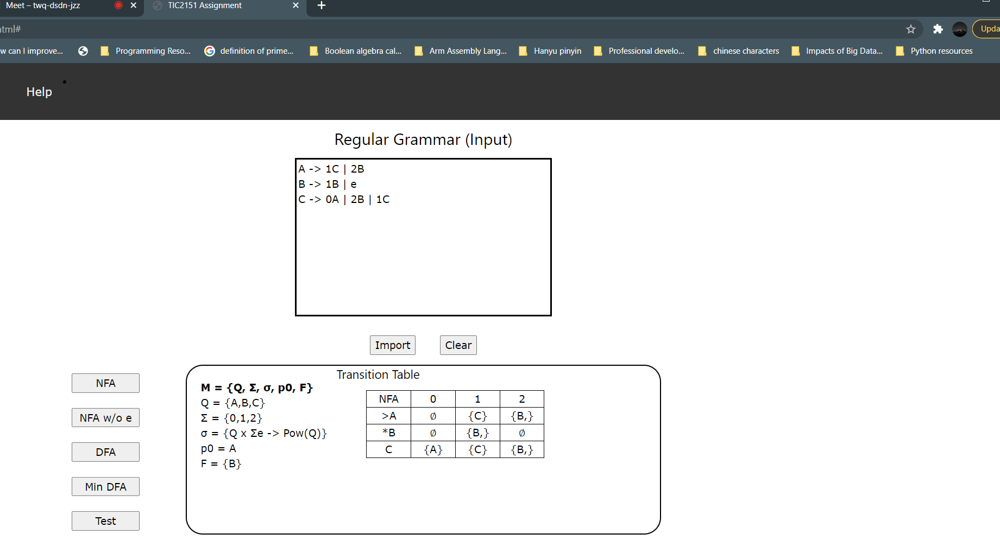 Meet – twq-dsdn-jzz
TIC2151 Assignment
html#
w can I improve... Programming Reso... definition of prime... Boolean algebra cal... Arm Assembly Lang... Hanyu pinyin Professional develo... chinese characters Impacts of Big Data... Python resources
Help
Regular Grammar (Input)
A -> 1C | 2B
B -> 1B | e
C -> 0A | 2B | 1C
Import Clear
NFA
NFA w/o e
DFA
Min DFA
Test
Transition Table
M = {Q, Σ, σ, p0, F}
Q = {A,B,C}
Σ = {0,1,2}
σ = {Q x Σe -> Pow(Q)}
p0 = A
F = {B}
NFA 0 1 2
>A ∅ {C} {B,}
*B ∅ {B,} ∅
C {A} {C} {B,}